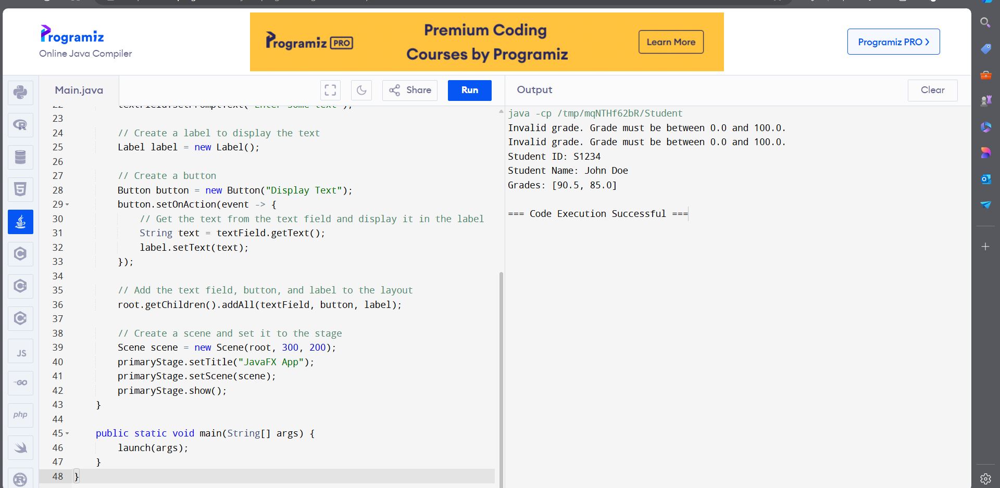 Programiz
Online Java Compiler
Programiz PRO
Premium Coding
Courses by Programiz
Learn More
Programiz PRO >
Main.java
Share
Run
Output
Clear
22 textField.setPromptText("Enter some text");
23
24 // Create a label to display the text
25 Label label = new Label();
26
27 // Create a button
28 Button button = new Button("Display Text");
29 button.setOnAction(event -> {
30 // Get the text from the text field and display it in the label
31 String text = textField.getText();
32 label.setText(text);
33 });
34
35 // Add the text field, button, and label to the layout
36 root.getChildren().addAll(textField, button, label);
37
38 // Create a scene and set it to the stage
39 Scene scene = new Scene(root, 300, 200);
40 primaryStage.setTitle("JavaFX App");
41 primaryStage.setScene(scene);
42 primaryStage.show();
43 }
44
45 public static void main(String[] args) {
46 launch(args);
47 }
48 }
java -cp /tmp/mqNTHf62bR/Student
Invalid grade. Grade must be between 0.0 and 100.0.
Invalid grade. Grade must be between 0.0 and 100.0.
Student ID: S1234
Student Name: John Doe
Grades: [90.5, 85.0]
=== Code Execution Successful ===
R
5
C
C
C
JS
GO
php
R